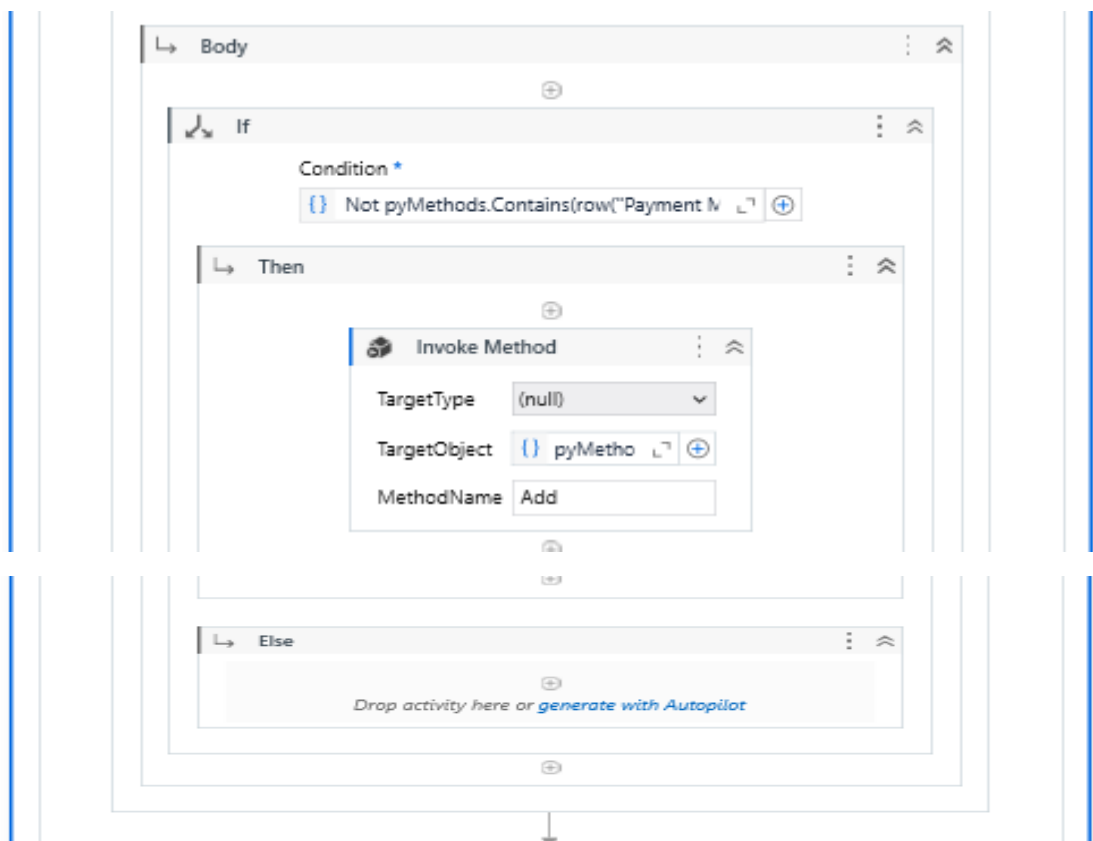 Body
If
Condition *
{} Not pyMethods.Contains(row("Payment M
Then
Invoke Method
TargetType (null)
TargetObject {} pyMetho
MethodName Add
Else
Drop activity here or generate with Autopilot